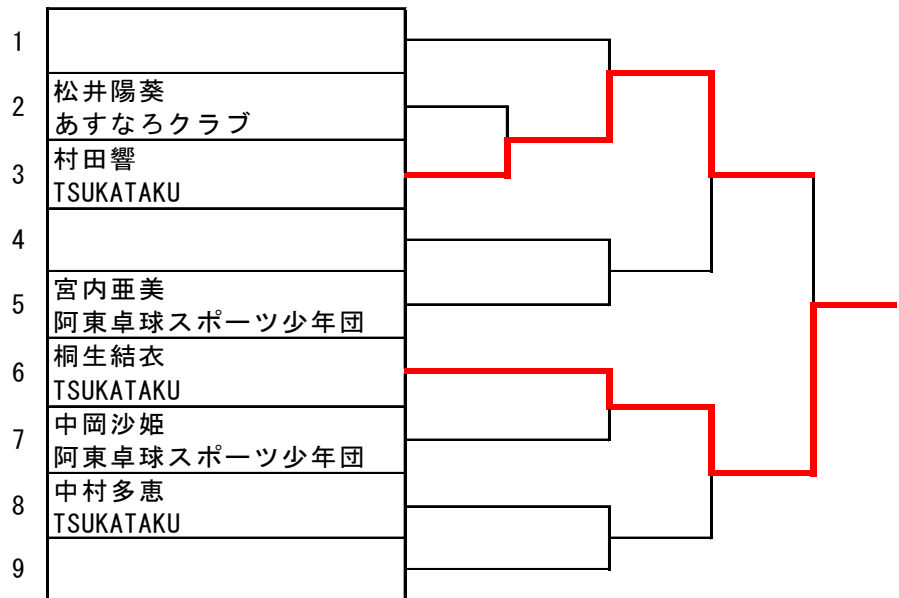 1
2
松井陽葵
あすなろクラブ
3
村田響
TSUKATAKU
4
5
宮内亜美
阿東卓球スポーツ少年団
6
桐生結衣
TSUKATAKU
7
中岡沙姫
阿東卓球スポーツ少年団
8
中村多恵
TSUKATAKU
9